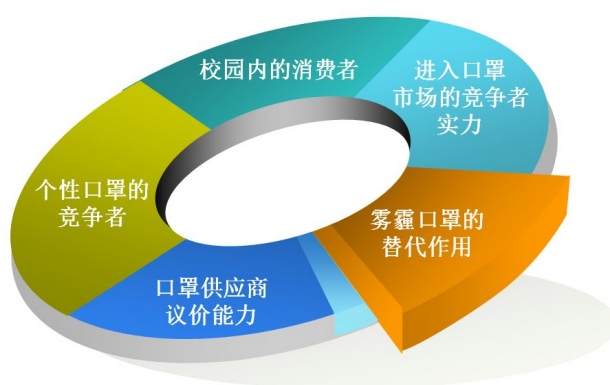 校园内的消费者
进入口罩
市场的竞争者
实力
个性口罩的
竞争者
雾霾口罩的
替代作用
口罩供应商
议价能力